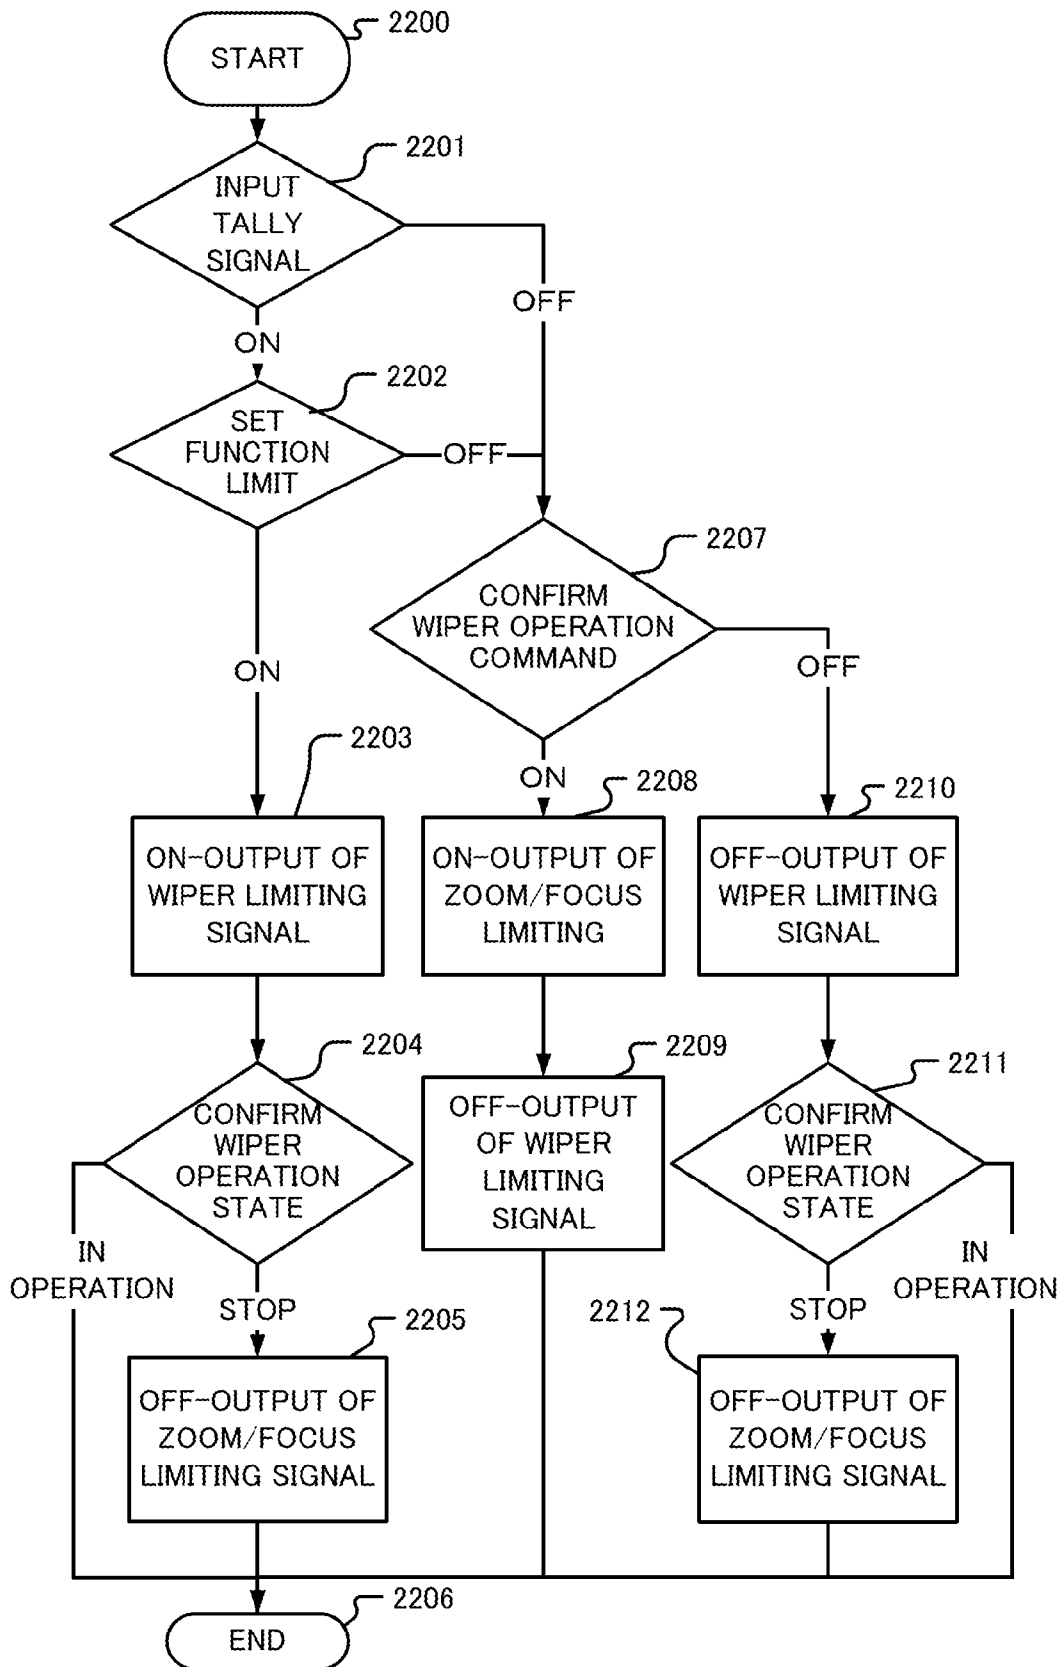 2200
START
2201
INPUT
TALLY
SIGNAL
OFF
ON
2202
SET
FUNCTION
LIMIT
OFF
2207
CONFIRM
WIPER OPERATION
COMMAND
OFF
ON
2203
ON
2208
2210
ON-OUTPUT OF
WIPER LIMITING
SIGNAL
ON-OUTPUT OF
ZOOM/FOCUS
LIMITING
OFF-OUTPUT OF
WIPER LIMITING
SIGNAL
2204
2209
2211
CONFIRM
WIPER
OPERATION
STATE
OFF-OUTPUT
OF WIPER
LIMITING
SIGNAL
CONFIRM
WIPER
OPERATION
STATE
IN
OPERATION
STOP
2205
2212
STOP
IN
OPERATION
OFF-OUTPUT OF
ZOOM/FOCUS
LIMITING SIGNAL
OFF-OUTPUT OF
ZOOM/FOCUS
LIMITING SIGNAL
2206
END